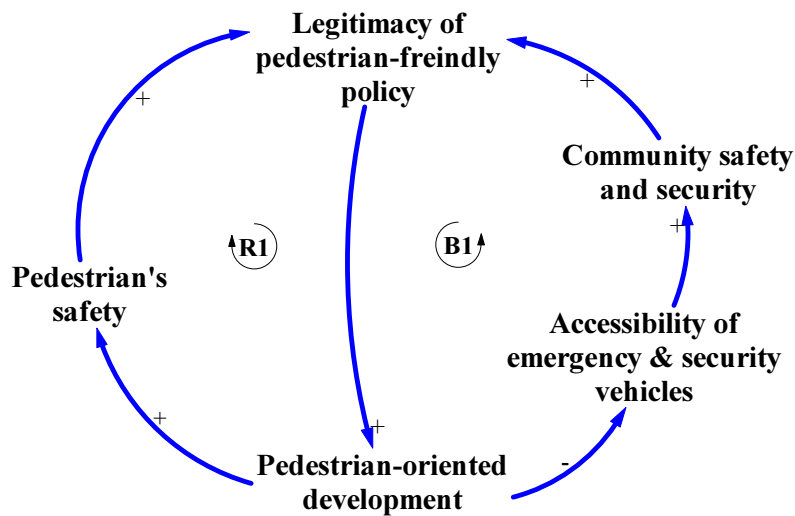 Legitimacy of
pedestrian-freindly
policy
+
+
Community safety
and security
+
R1
B1
Pedestrian's
safety
Accessibility of
emergency & security
vehicles
+
+
-
Pedestrian-oriented
development